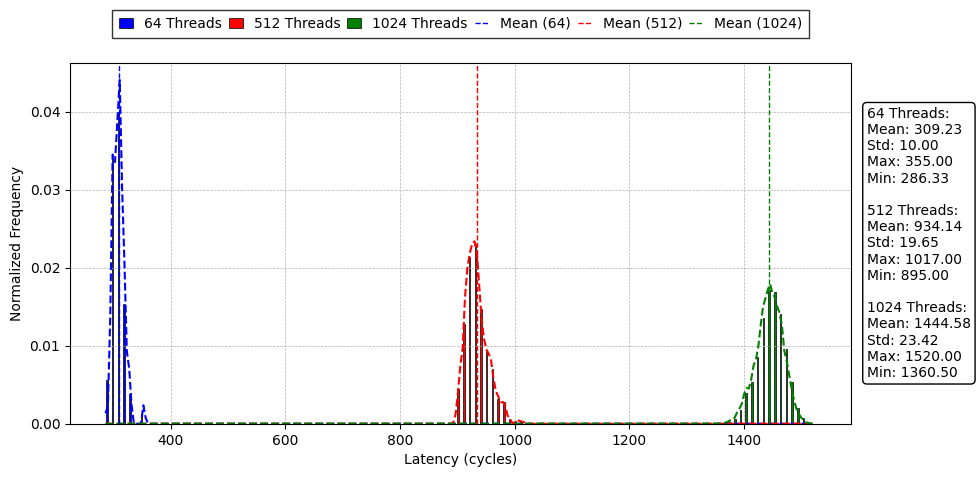 64 Threads 512 Threads 1024 Threads Mean (64) Mean (512) Mean (1024)
0.04
0.03
0.02
0.01
0.00
Normalized Frequency
400 600 800 1000 1200 1400
Latency (cycles)
64 Threads:
Mean: 309.23
Std: 10.00
Max: 355.00
Min: 286.33
512 Threads:
Mean: 934.14
Std: 19.65
Max: 1017.00
Min: 895.00
1024 Threads:
Mean: 1444.58
Std: 23.42
Max: 1520.00
Min: 1360.50